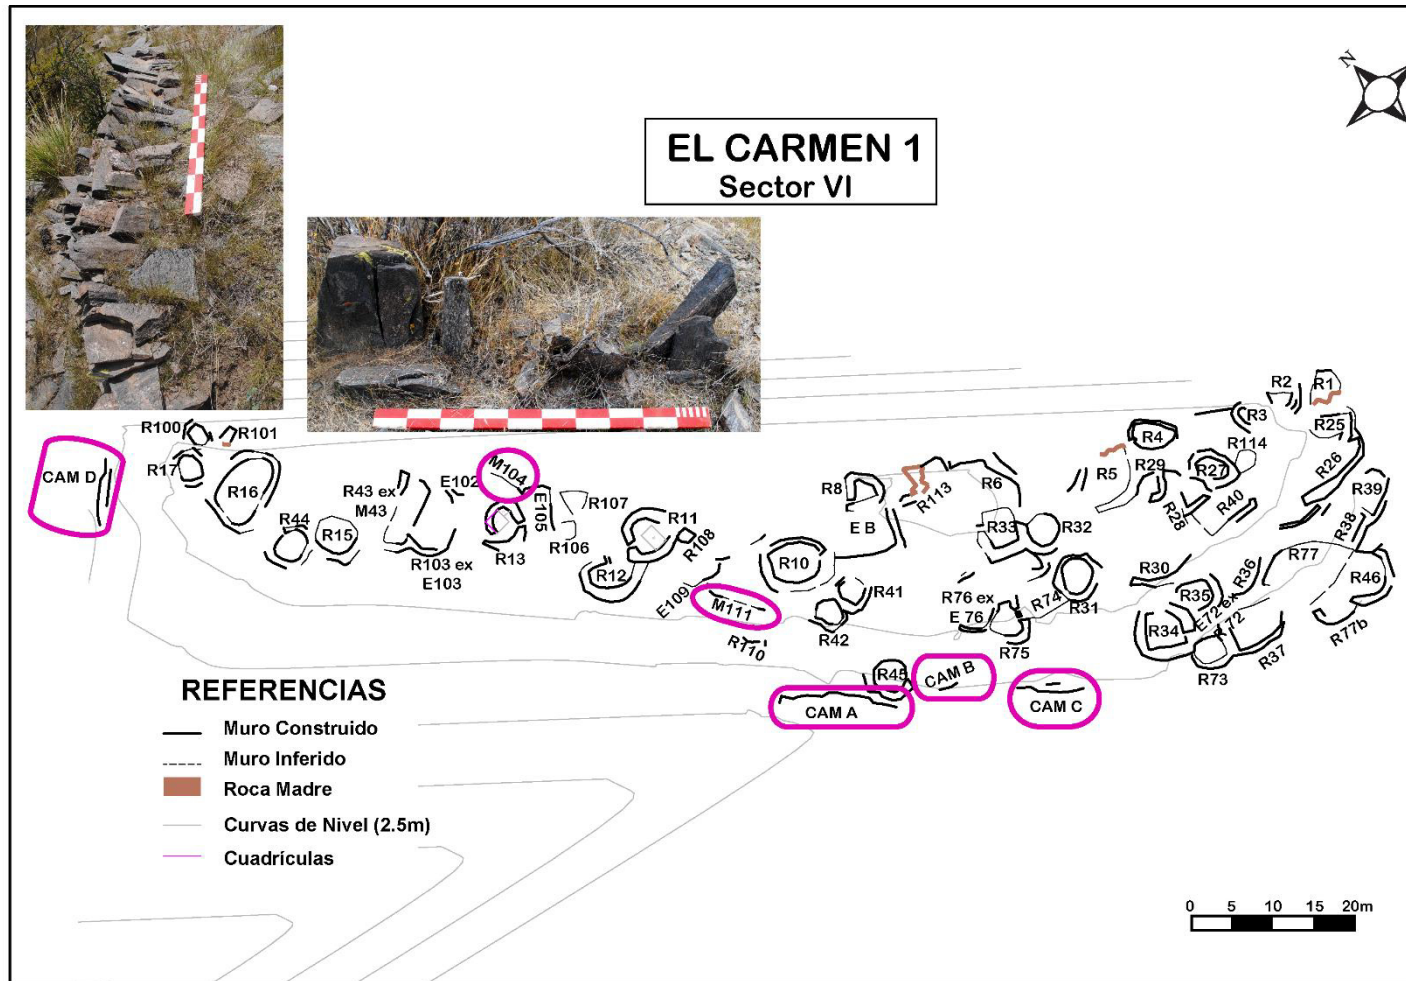 N
EL CARMEN 1
Sector VI
R2
R1
R3
R25
R100
R101
R4
R114
R26
CAM D
R17
M104
R5
R29
R27
R39
R16
E102
R43 ex
M43
E105
R107
R8
R113
R6
R28
R40
R38
R44
R15
R13
R106
R11
R108
E B
R33
R32
R77
R103 ex
E103
R12
R10
R30
R36
R46
R41
R76 ex
E 76
R74
R31
R35
E109
M111
R42
R75
R34
E72 ex
R72
R37
R77b
R110
R73
R45
CAM B
CAM A
CAM C
REFERENCIAS
Muro Construido
Muro Inferido
Roca Madre
Curvas de Nivel (2.5m)
Cuadrículas
0 5 10 15 20m